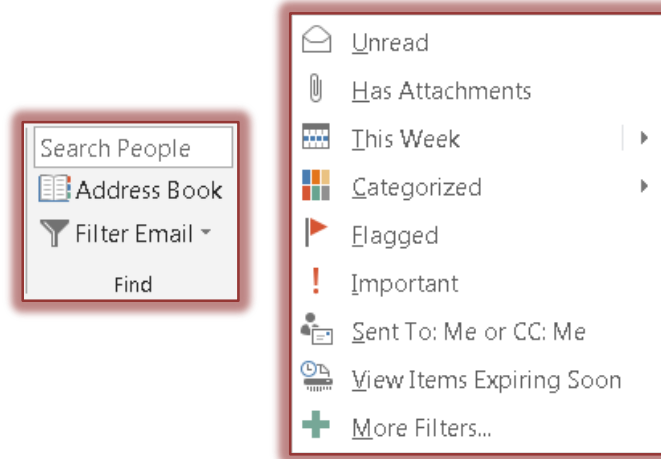 Search People
Address Book
Filter Email
Find
Unread
Has Attachments
This Week
Categorized
Flagged
Important
Sent To: Me or CC: Me
View Items Expiring Soon
More Filters...